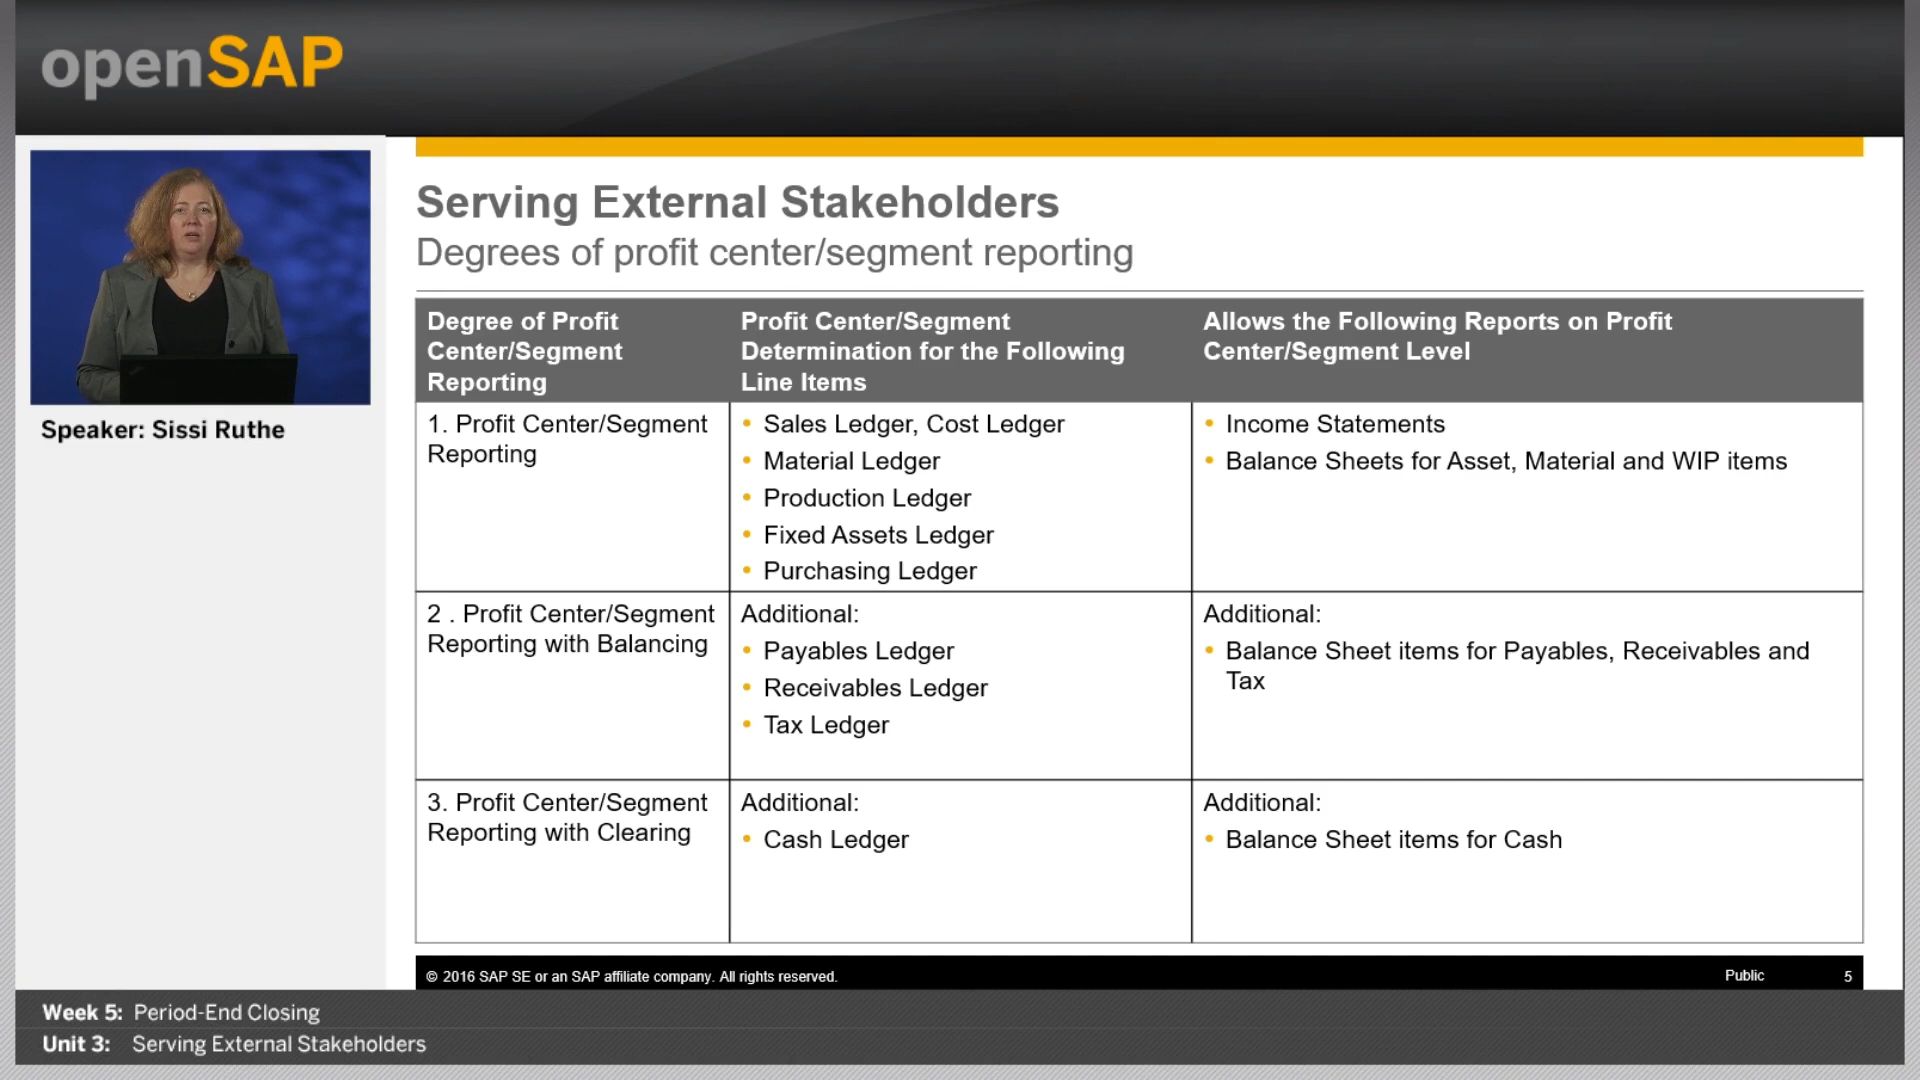 openSAP
Speaker: Sissi Ruthe
Serving External Stakeholders
Degrees of profit center/segment reporting
Degree of Profit
Center/Segment
Reporting
Profit Center/Segment
Determination for the Following
Line Items
Allows the Following Reports on Profit
Center/Segment Level
1. Profit Center/Segment
Reporting
• Sales Ledger, Cost Ledger
• Material Ledger
• Production Ledger
• Fixed Assets Ledger
• Purchasing Ledger
• Income Statements
• Balance Sheets for Asset, Material and WIP items
2 . Profit Center/Segment
Reporting with Balancing
Additional:
• Payables Ledger
• Receivables Ledger
• Tax Ledger
Additional:
• Balance Sheet items for Payables, Receivables and
Tax
3. Profit Center/Segment
Reporting with Clearing
Additional:
• Cash Ledger
Additional:
• Balance Sheet items for Cash
© 2016 SAP SE or an SAP affiliate company. All rights reserved.
Public
5
Week 5: Period-End Closing
Unit 3: Serving External Stakeholders